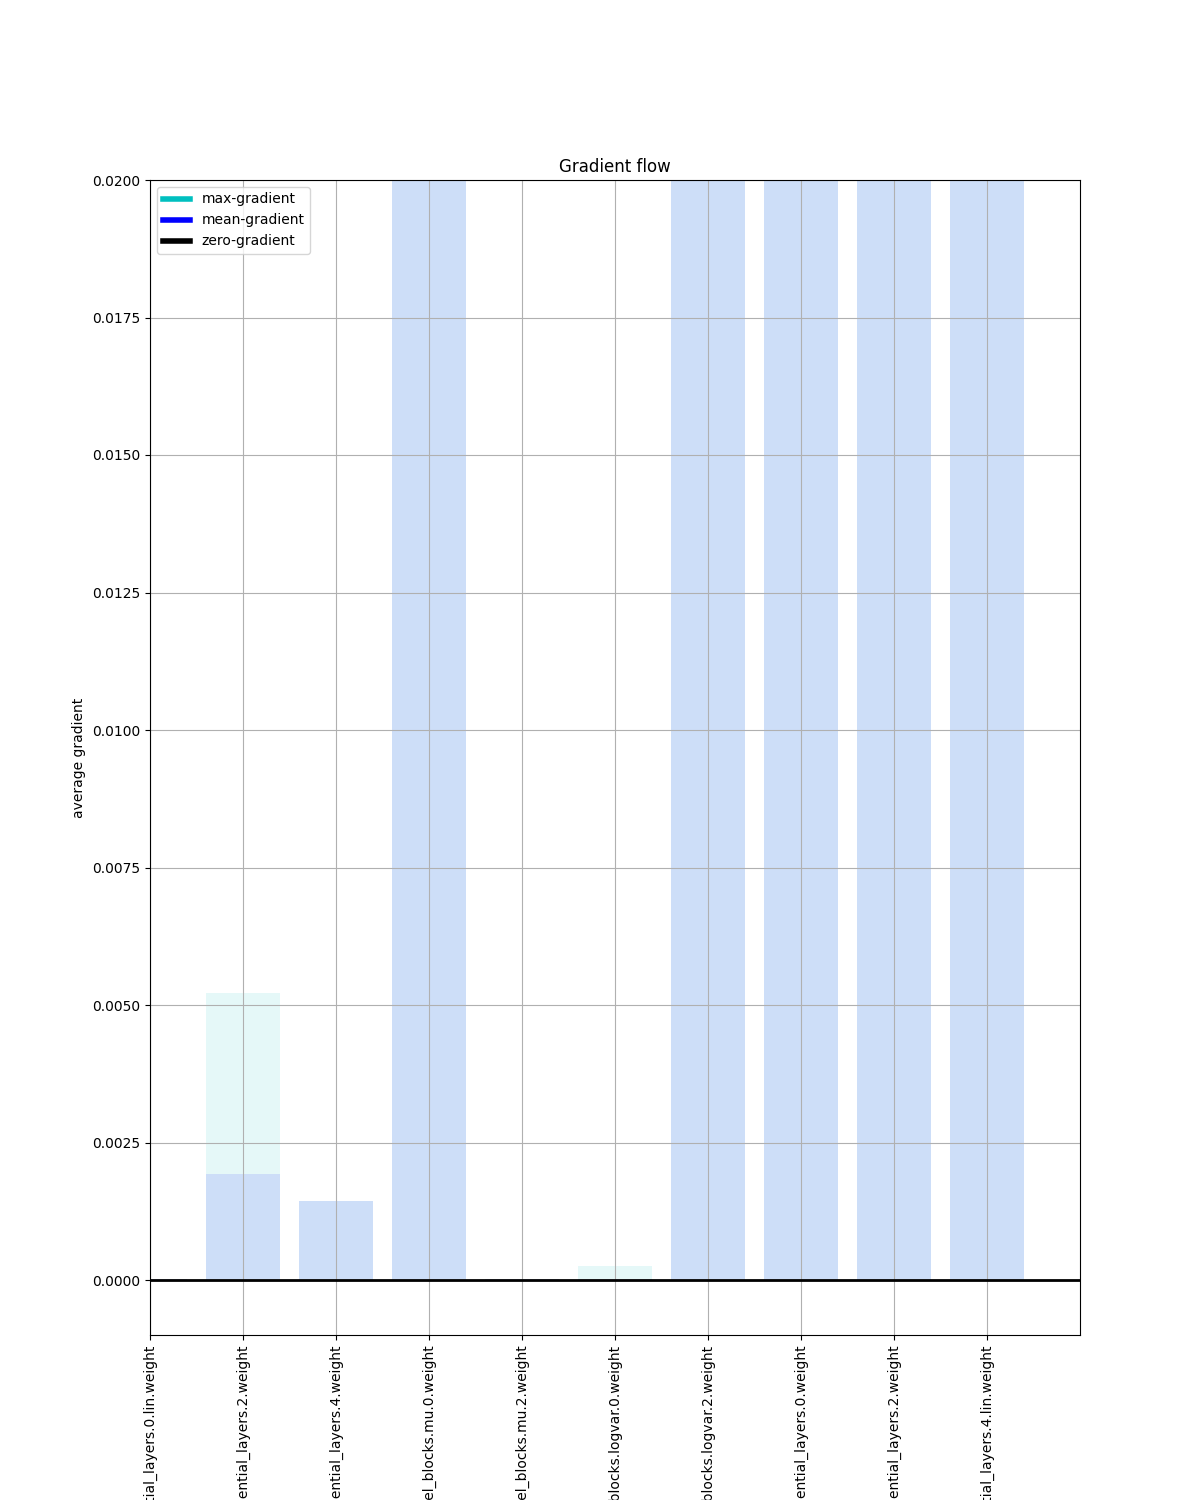 Gradient flow
max-gradient
mean-gradient
zero-gradient
0.0200
0.0175
0.0150
0.0125
0.0100
0.0075
0.0050
0.0025
0.0000
average gradient
tial_layers.0.lin.weight
ential_layers.2.weight
ential_layers.4.weight
el_blocks.mu.0.weight
el_blocks.mu.2.weight
blocks.logvar.0.weight
blocks.logvar.2.weight
ential_layers.0.weight
ential_layers.2.weight
tial_layers.4.lin.weight